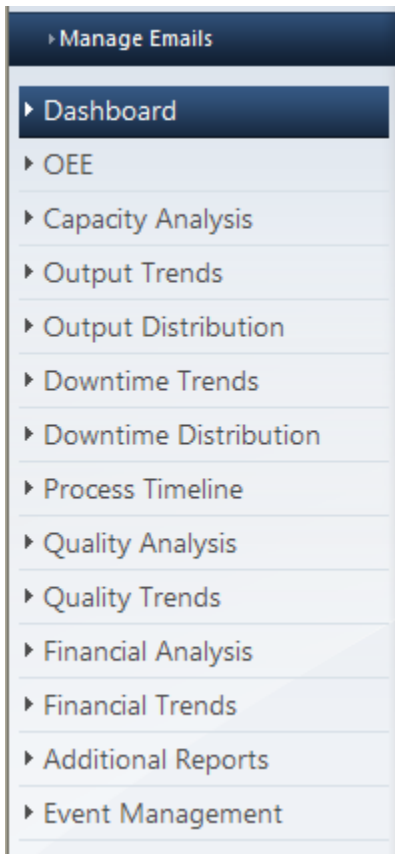 Manage Emails
Dashboard
OEE
Capacity Analysis
Output Trends
Output Distribution
Downtime Trends
Downtime Distribution
Process Timeline
Quality Analysis
Quality Trends
Financial Analysis
Financial Trends
Additional Reports
Event Management